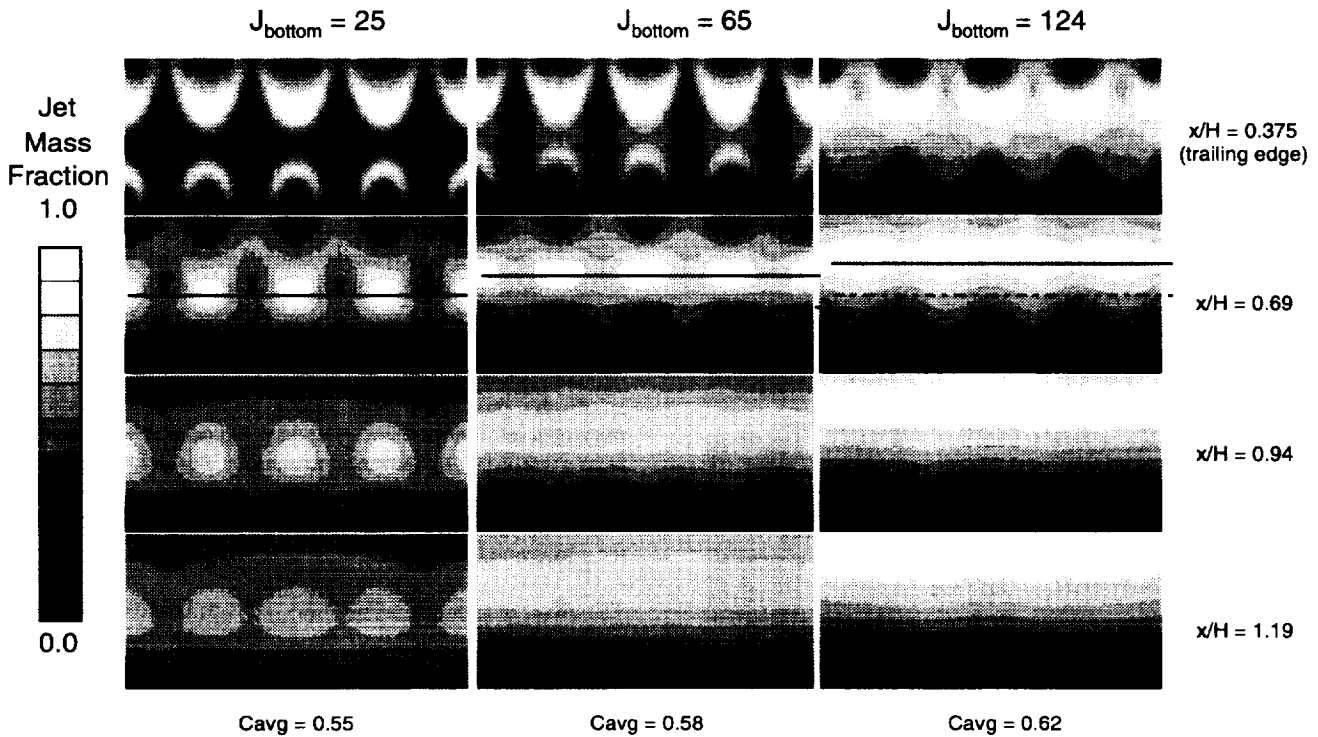 J_bottom = 25
J_bottom = 65
J_bottom = 124
Jet
Mass
Fraction
1.0
0.0
x/H = 0.375
(trailing edge)
x/H = 0.69
x/H = 0.94
x/H = 1.19
Cavg = 0.55
Cavg = 0.58
Cavg = 0.62